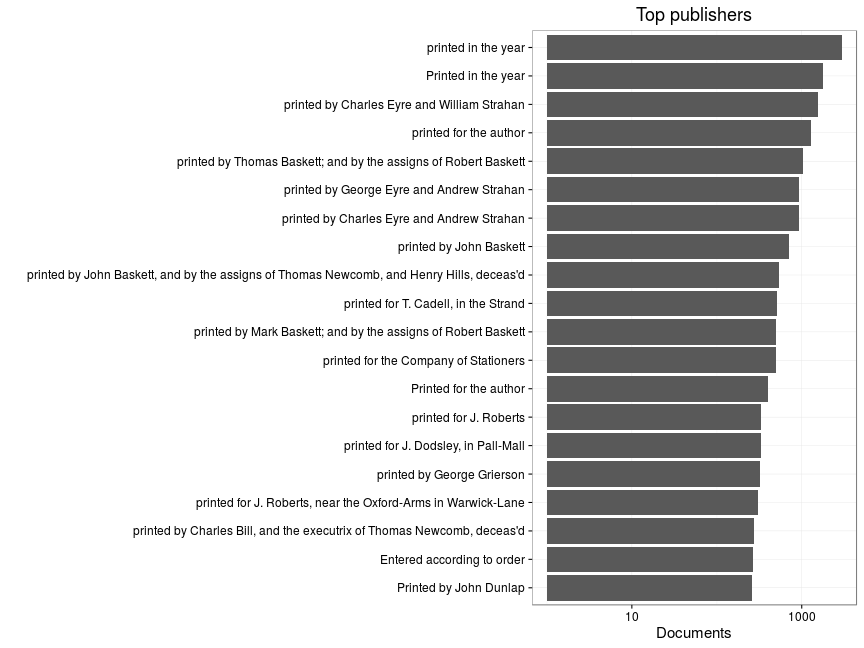 Top publishers
printed in the year
Printed in the year
printed by Charles Eyre and William Strahan
printed for the author
printed by Thomas Baskett; and by the assigns of Robert Baskett
printed by George Eyre and Andrew Strahan
printed by Charles Eyre and Andrew Strahan
printed by John Baskett
printed by John Baskett, and by the assigns of Thomas Newcomb, and Henry Hills, deceas'd
printed for T. Cadell, in the Strand
printed by Mark Baskett; and by the assigns of Robert Baskett
printed for the Company of Stationers
Printed for the author
printed for J. Roberts
printed for J. Dodsley, in Pall-Mall
printed by George Grierson
printed for J. Roberts, near the Oxford-Arms in Warwick-Lane
printed by Charles Bill, and the executrix of Thomas Newcomb, deceas'd
Entered according to order
Printed by John Dunlap
10 1000
Documents